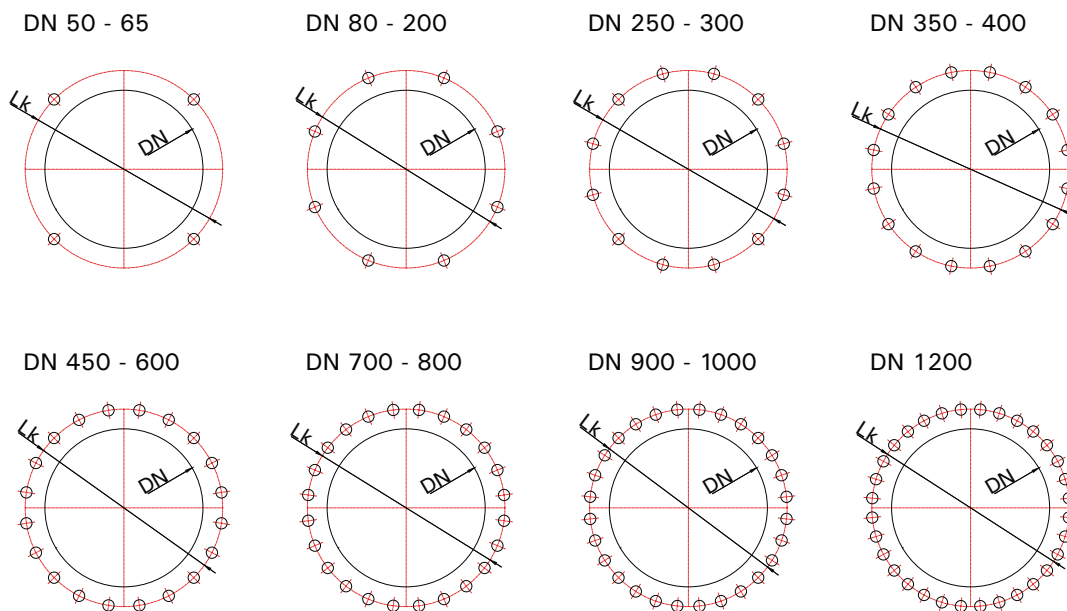 DN 50 - 65
DN 80 - 200
DN 250 - 300
DN 350 - 400
Lk
DN
Lk
DN
Lk
DN
Lk
DN
DN 450 - 600
DN 700 - 800
DN 900 - 1000
DN 1200
Lk
DN
Lk
DN
Lk
DN
Lk
DN